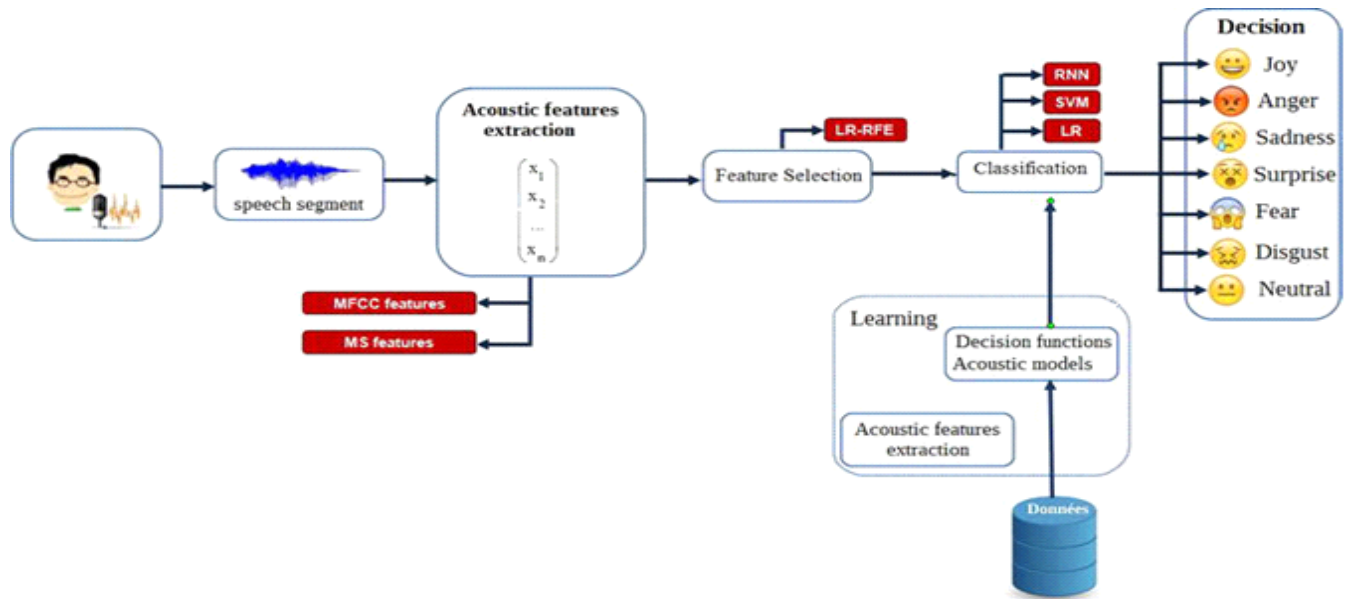 speech segment
Acoustic features
extraction
x1
x2
...
xn
MFCC features
MS features
LR-RFE
Feature Selection
RNN
SVM
LR
Classification
Learning
Decision functions
Acoustic models
Acoustic features
extraction
Données
Decision
Joy
Anger
Sadness
Surprise
Fear
Disgust
Neutral